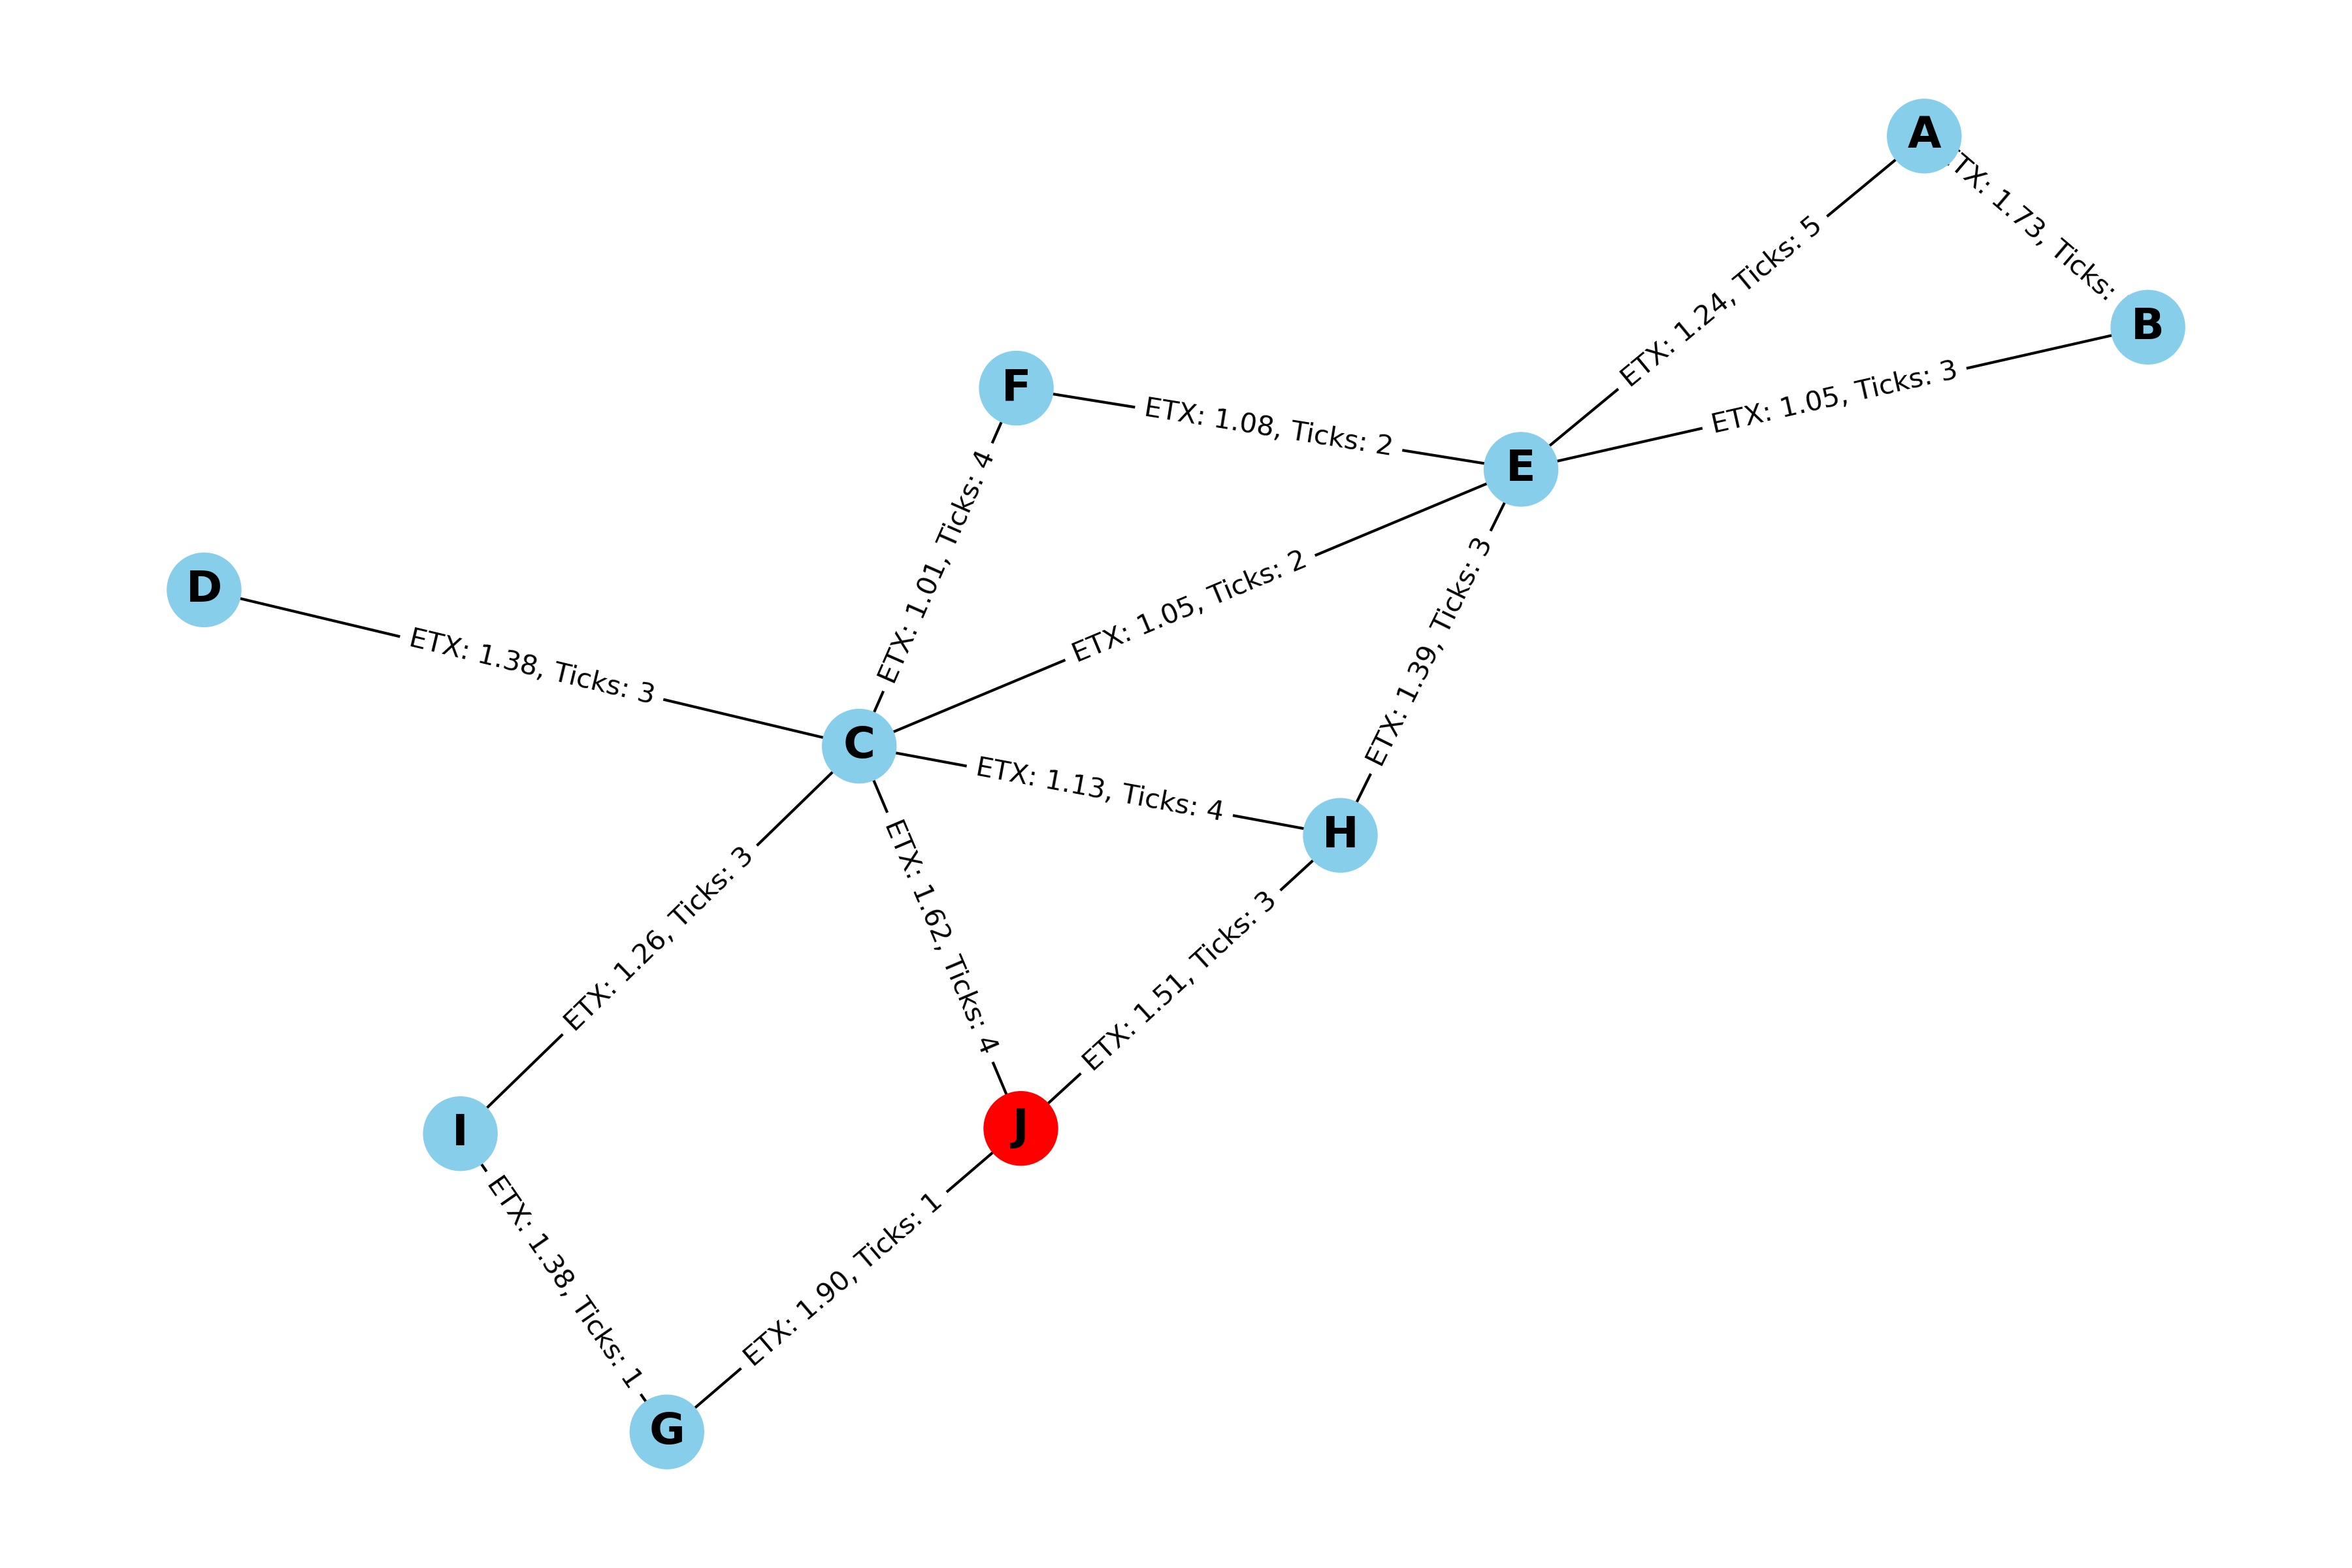 A
TX: 1.73, Ticks:
ETX: 1.24, Ticks: 5
B
F
ETX: 1.08, Ticks: 2
ETX: 1.05, Ticks: 3
E
ETX: 1.01, Ticks: 4
ETX: 1.05, Ticks: 2
ETX: 1.39, Ticks: 3
D
ETX: 1.38, Ticks: 3
C
ETX: 1.13, Ticks: 4
H
ETX: 1.26, Ticks: 3
ETX: 1.62, Ticks: 4
ETX: 1.51, Ticks: 3
I
J
ETX: 1.38, Ticks: 1
ETX: 1.90, Ticks: 1
G